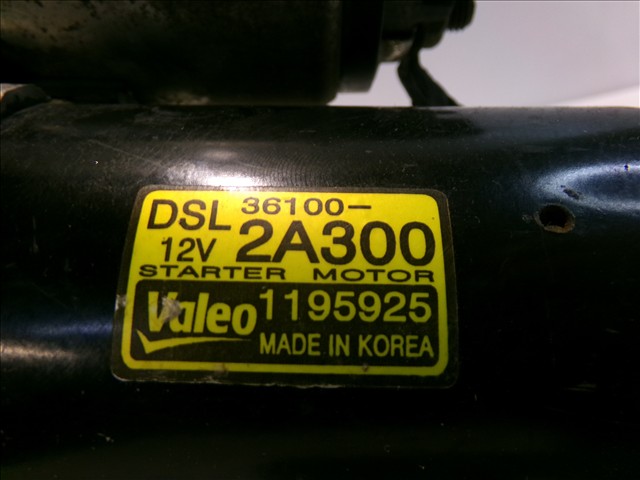 DSL 36100-
12V 2A300
STARTER MOTOR
Valeo 1195925
MADE IN KOREA